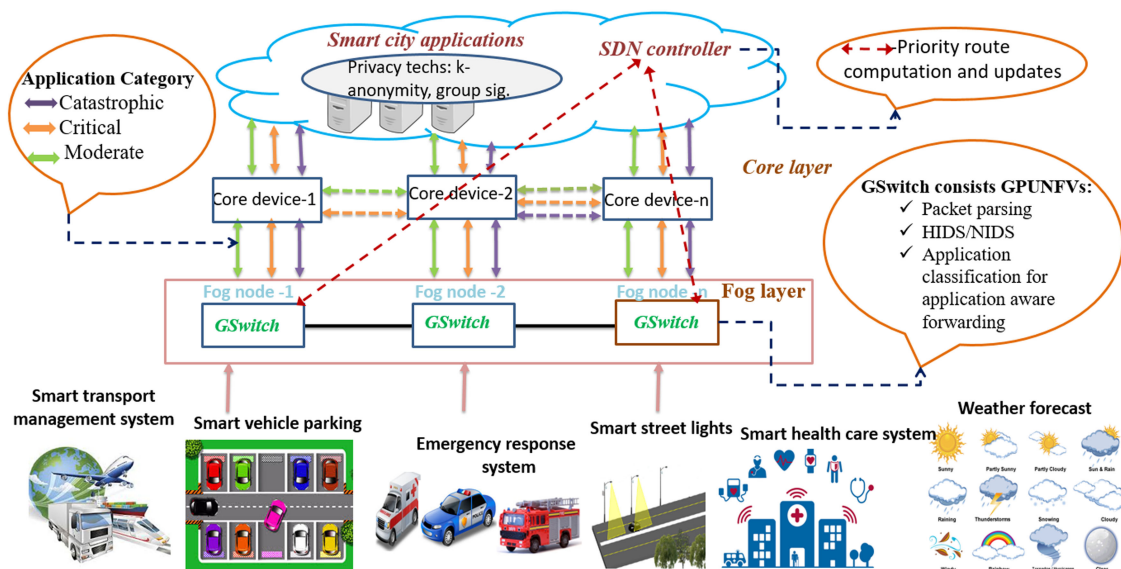 Smart city applications
SDN controller
Privacy techs: k-
anonymity, group sig.
Application Category
Catastrophic
Critical
Moderate
-Priority route
computation and updates
Core layer
Core device-1
Core device-2
Core device-n
GSwitch consists GPUNFVs:
✓ Packet parsing
✓ HIDS/NIDS
✓ Application
classification for
application aware
forwarding
Fog node -1
Fog node -2
Fog node -n
Fog layer
GSwitch
GSwitch
GSwitch
Smart transport
management system
Smart vehicle parking
Emergency response
system
Smart street lights
Smart health care system
Weather forecast
Sunny
Partly Sunny
Partly Cloudy
Sun & Rain
Raining
Thunderstorms
Snowing
Cloudy
POLICE